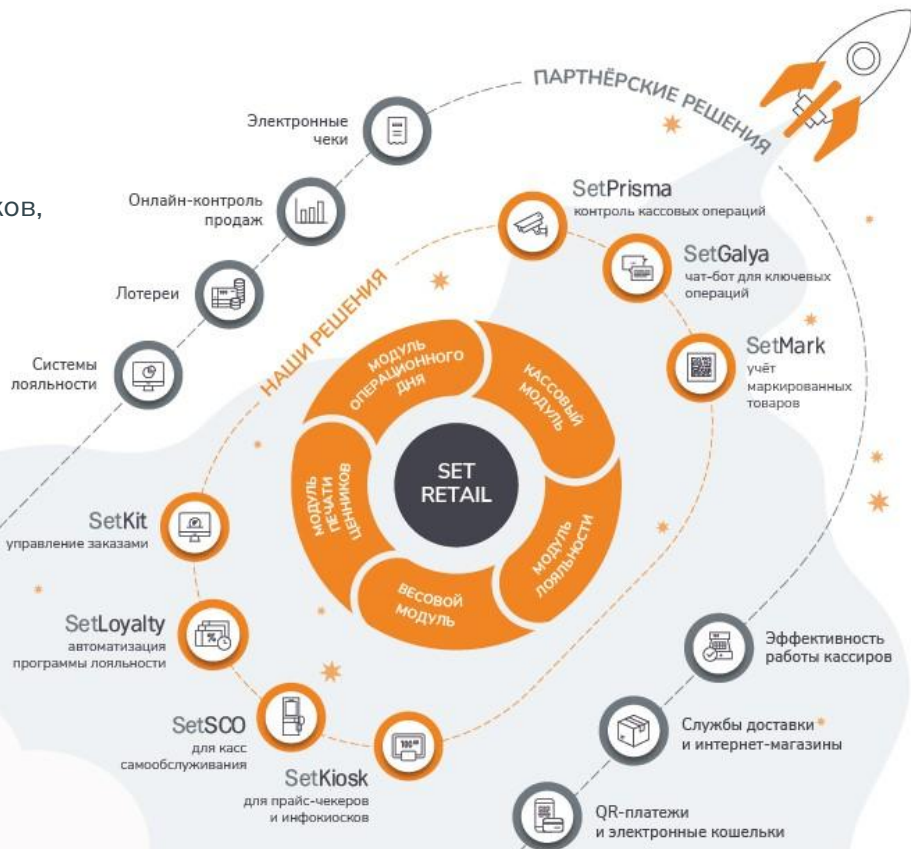 ПАРТНЁРСКИЕ РЕШЕНИЯ
Электронные
чеки
Онлайн-контроль
продаж
ков,
Лотереи
Системы
лояльности
НАШИ РЕШЕНИЯ
SetPrisma
контроль кассовых операций
SetGalya
чат-бот для ключевых
операций
SetMark
учёт
маркированных
товаров
МОДУЛЬ
ОПЕРАЦИОННОГО
ДНЯ
КАССОВЫЙ
МОДУЛЬ
SET
RETAIL
МОДУЛЬ
ПЕЧАТИ
ЦЕННИКОВ
МОДУЛЬ
ЛОЯЛЬНОСТИ
ВЕСОВОЙ
МОДУЛЬ
SetKit
управление заказами
SetLoyalty
автоматизация
программы лояльности
SetSCO
для касс
самообслуживания
SetKiosk
для прайс-чекеров
и инфокиосков
Эффективность
работы кассиров
Службы доставки
и интернет-магазины
QR-платежи
и электронные кошельки